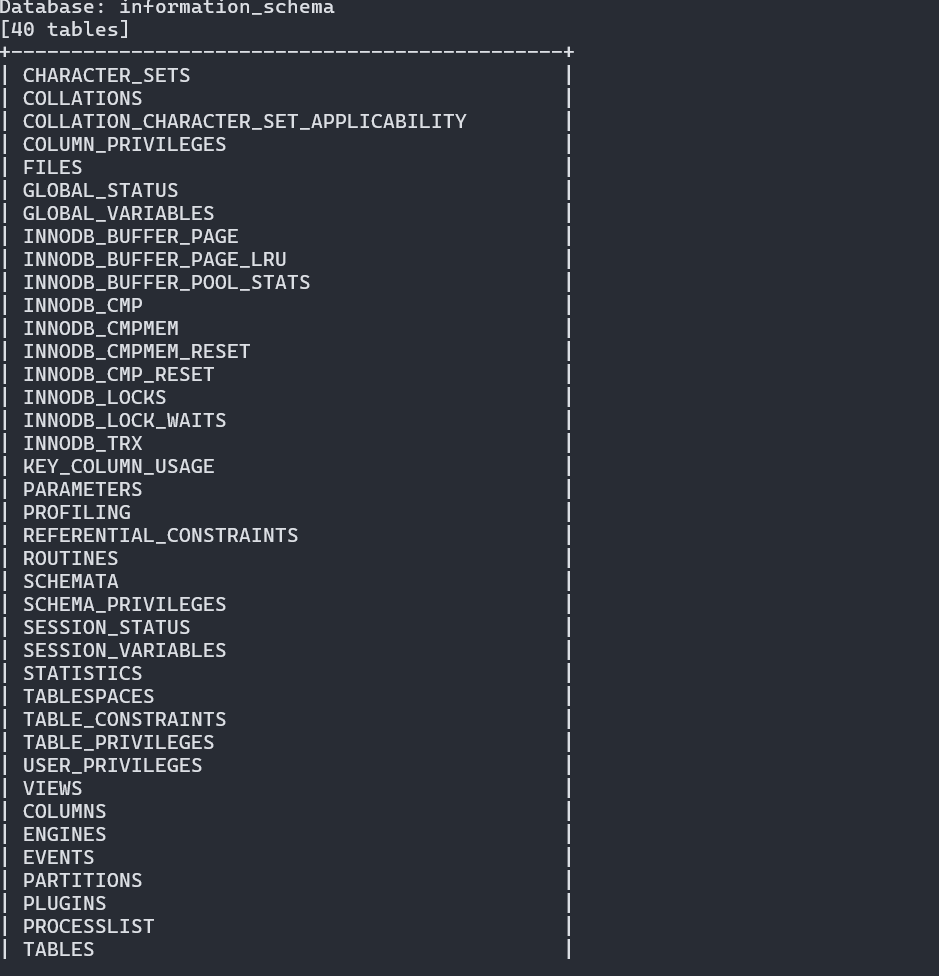 Database: information_schema
[40 tables]
+----------------------------------------------+
| CHARACTER_SETS |
| COLLATIONS |
| COLLATION_CHARACTER_SET_APPLICABILITY |
| COLUMN_PRIVILEGES |
| FILES |
| GLOBAL_STATUS |
| GLOBAL_VARIABLES |
| INNODB_BUFFER_PAGE |
| INNODB_BUFFER_PAGE_LRU |
| INNODB_BUFFER_POOL_STATS |
| INNODB_CMP |
| INNODB_CMPMEM |
| INNODB_CMPMEM_RESET |
| INNODB_CMP_RESET |
| INNODB_LOCKS |
| INNODB_LOCK_WAITS |
| INNODB_TRX |
| KEY_COLUMN_USAGE |
| PARAMETERS |
| PROFILING |
| REFERENTIAL_CONSTRAINTS |
| ROUTINES |
| SCHEMATA |
| SCHEMA_PRIVILEGES |
| SESSION_STATUS |
| SESSION_VARIABLES |
| STATISTICS |
| TABLESPACES |
| TABLE_CONSTRAINTS |
| TABLE_PRIVILEGES |
| USER_PRIVILEGES |
| VIEWS |
| COLUMNS |
| ENGINES |
| EVENTS |
| PARTITIONS |
| PLUGINS |
| PROCESSLIST |
| TABLES |